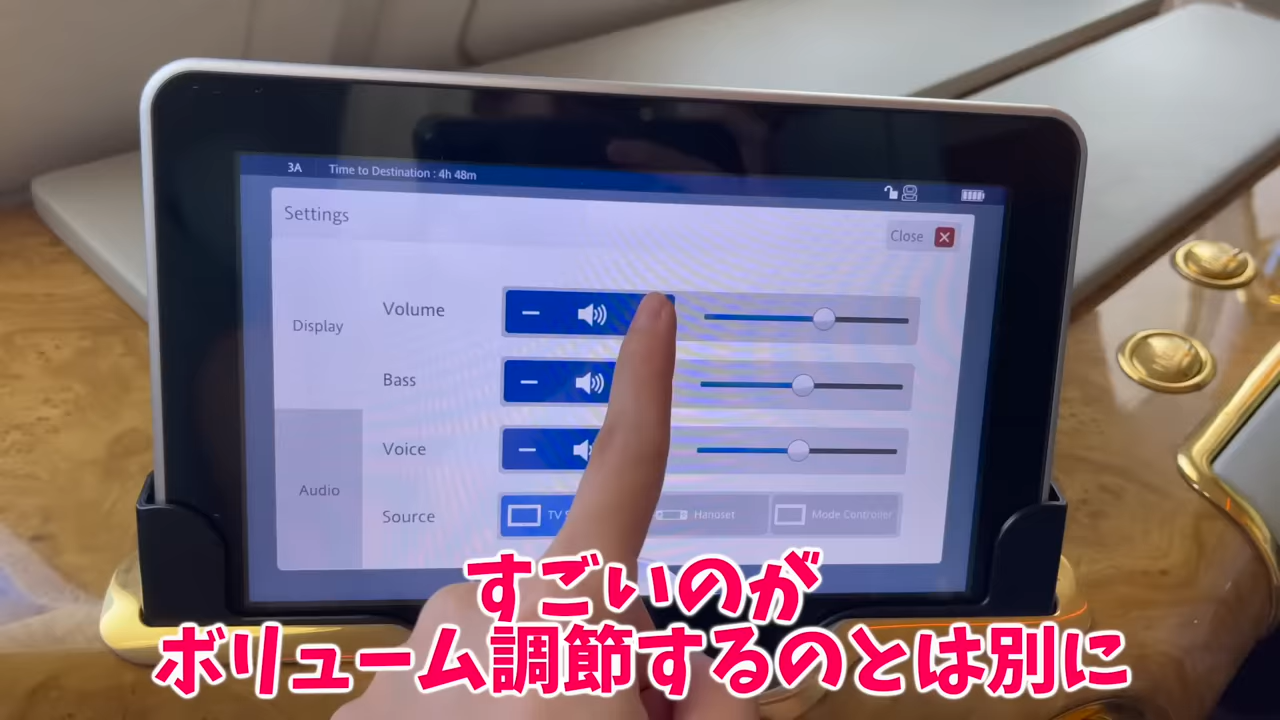 3A
Time to Destination : 4h 48m
Settings
Close
Volume
Display
Bass
Voice
Audio
Source
TV
Handset
Mode Controller
すごいのが
ボリューム調節するのとは別に